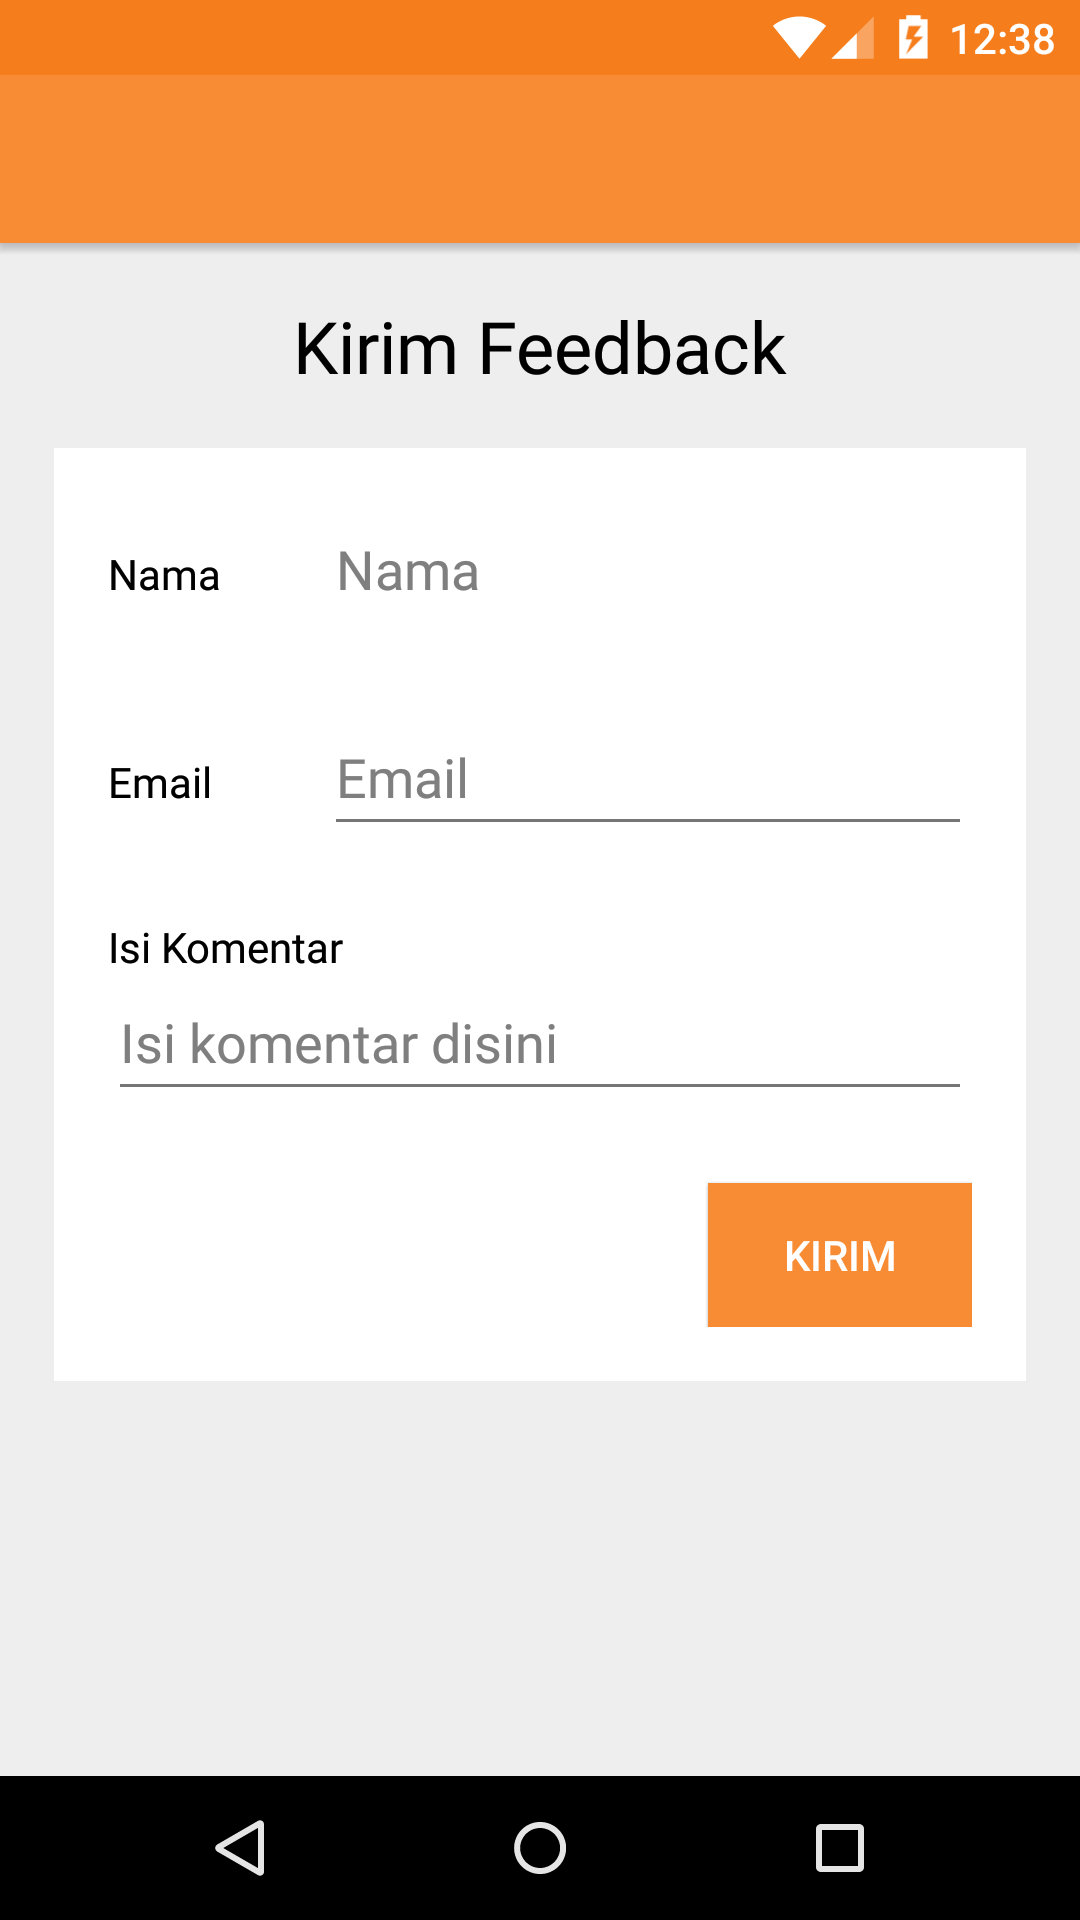 12:38
Kirim Feedback
Nama Nama
Email Email
Isi Komentar
Isi komentar disini
KIRIM